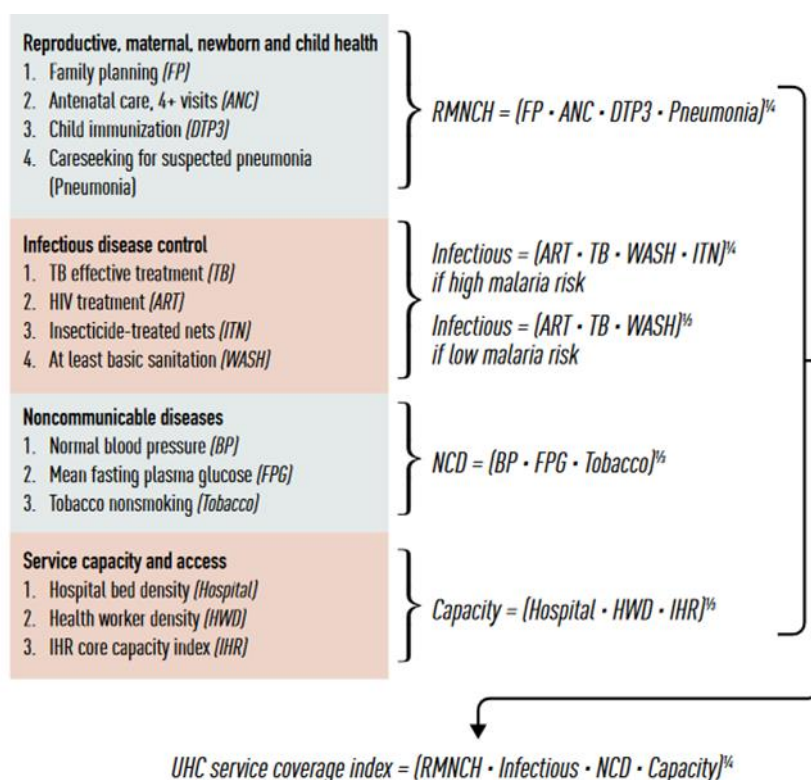 Reproductive, maternal, newborn and child health
1. Family planning (FP)
2. Antenatal care, 4+ visits (ANC)
3. Child immunization (DTP3)
4. Careseeking for suspected pneumonia
(Pneumonia)
RMNCH = (FP · ANC · DTP3 · Pneumonia)¼
Infectious disease control
1. TB effective treatment (TB)
2. HIV treatment (ART)
3. Insecticide-treated nets (ITN)
4. At least basic sanitation (WASH)
Infectious = (ART · TB · WASH · ITN)¼
if high malaria risk
Infectious = (ART · TB · WASH)⅓
if low malaria risk
Noncommunicable diseases
1. Normal blood pressure (BP)
2. Mean fasting plasma glucose (FPG)
3. Tobacco nonsmoking (Tobacco)
NCD = (BP · FPG · Tobacco)⅓
Service capacity and access
1. Hospital bed density (Hospital)
2. Health worker density (HWD)
3. IHR core capacity index (IHR)
Capacity = (Hospital · HWD · IHR)⅓
UHC service coverage index = (RMNCH · Infectious · NCD · Capacity)¼